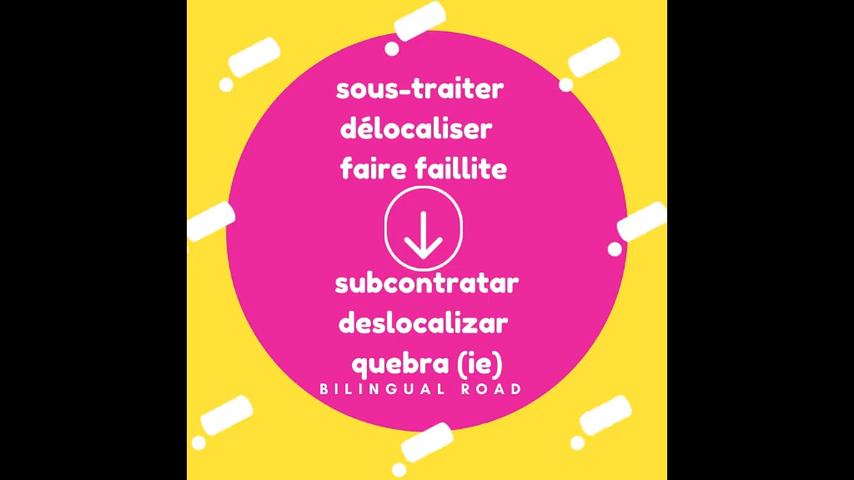 sous-traiter
délocaliser
faire faillite
subcontratar
deslocalizar
quebra (ie)
BILINGUAL ROAD